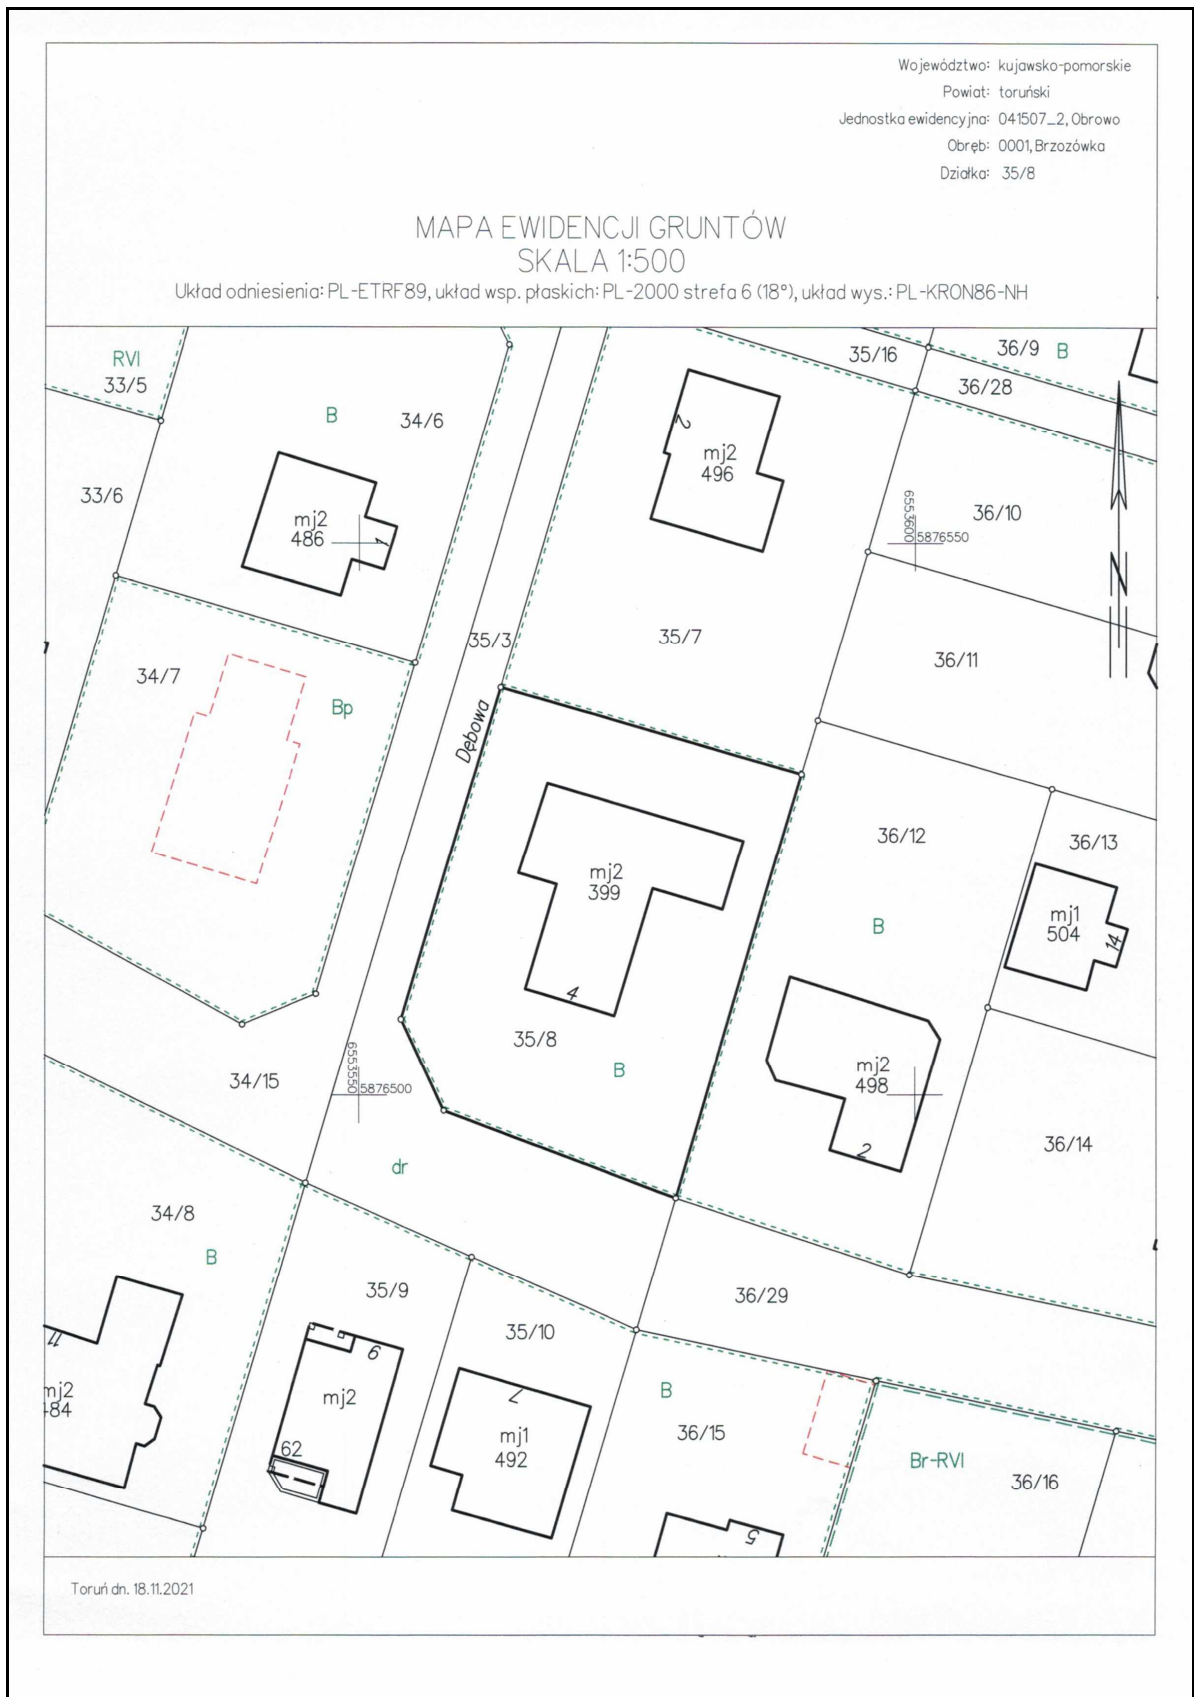 Województwo: kujawsko-pomorskie
Powiat: toruński
Jednostka ewidencyjna: 041507_2, Obrowo
Obręb: 0001, Brzozówka
Działka: 35/8
MAPA EWIDENCJI GRUNTÓW
SKALA 1:500
Układ odniesienia: PL-ETRF89, układ wsp. płaskich: PL-2000 strefa 6 (18°), układ wys.: PL-KRON86-NH
RVI
33/5
B
34/6
35/16
36/9
B
36/28
2
mj2
496
33/6
mj2
486
1
36/10
6553600
5876550
35/3
35/7
36/11
34/7
Bp
Dębowa
36/12
36/13
mj2
399
B
mj1
504
14
4
35/8
B
6553550
5876500
34/15
mj2
498
2
36/14
dr
34/8
B
35/9
36/29
35/10
11
9
mj2
484
mj2
7
B
36/15
mj1
492
62
Br-RVI
36/16
5
N
Toruń dn. 18.11.2021